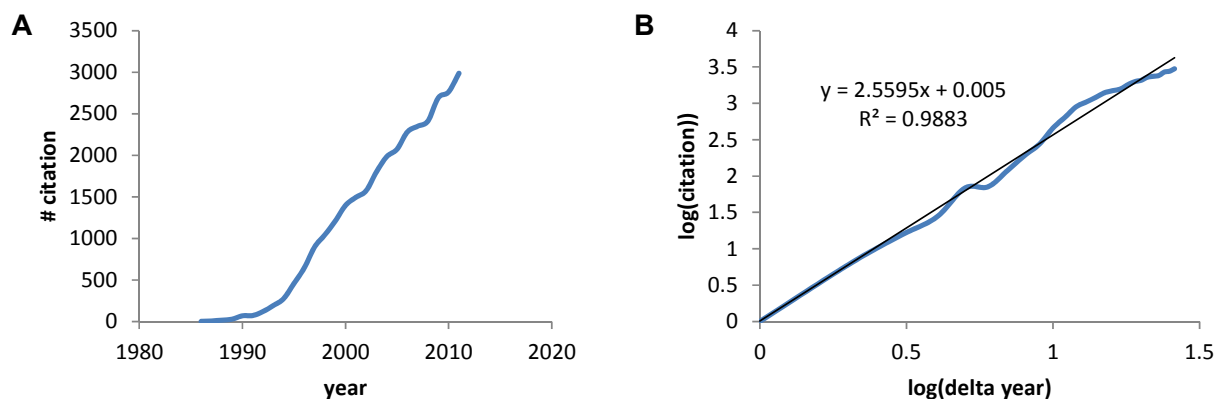 A
3500
3000
2500
2000
1500
1000
500
0
# citation
1980 1990 2000 2010 2020
year
B
4
3.5
3
2.5
2
1.5
1
0.5
0
log(citation))
y = 2.5595x + 0.005
R² = 0.9883
0 0.5 1 1.5
log(delta year)